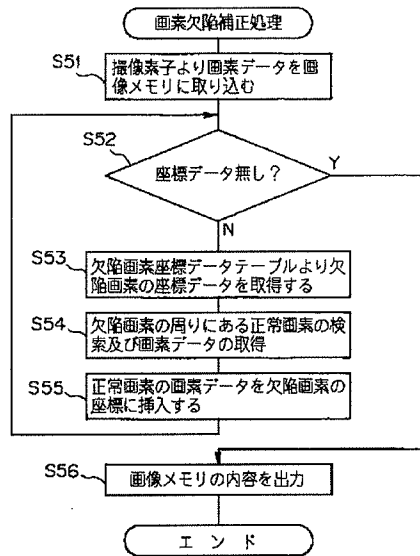 画素欠陥補正処理
S51
撮像素子より画素データを画
像メモリに取り込む
S52
座標データ無し？
Y
N
S53
欠陥画素座標データテーブルより欠
陥画素の座標データを取得する
S54
欠陥画素の周りにある正常画素の検
索及び画素データの取得
S55
正常画素の画素データを欠陥画素の
座標に挿入する
S56
画像メモリの内容を出力
エンド